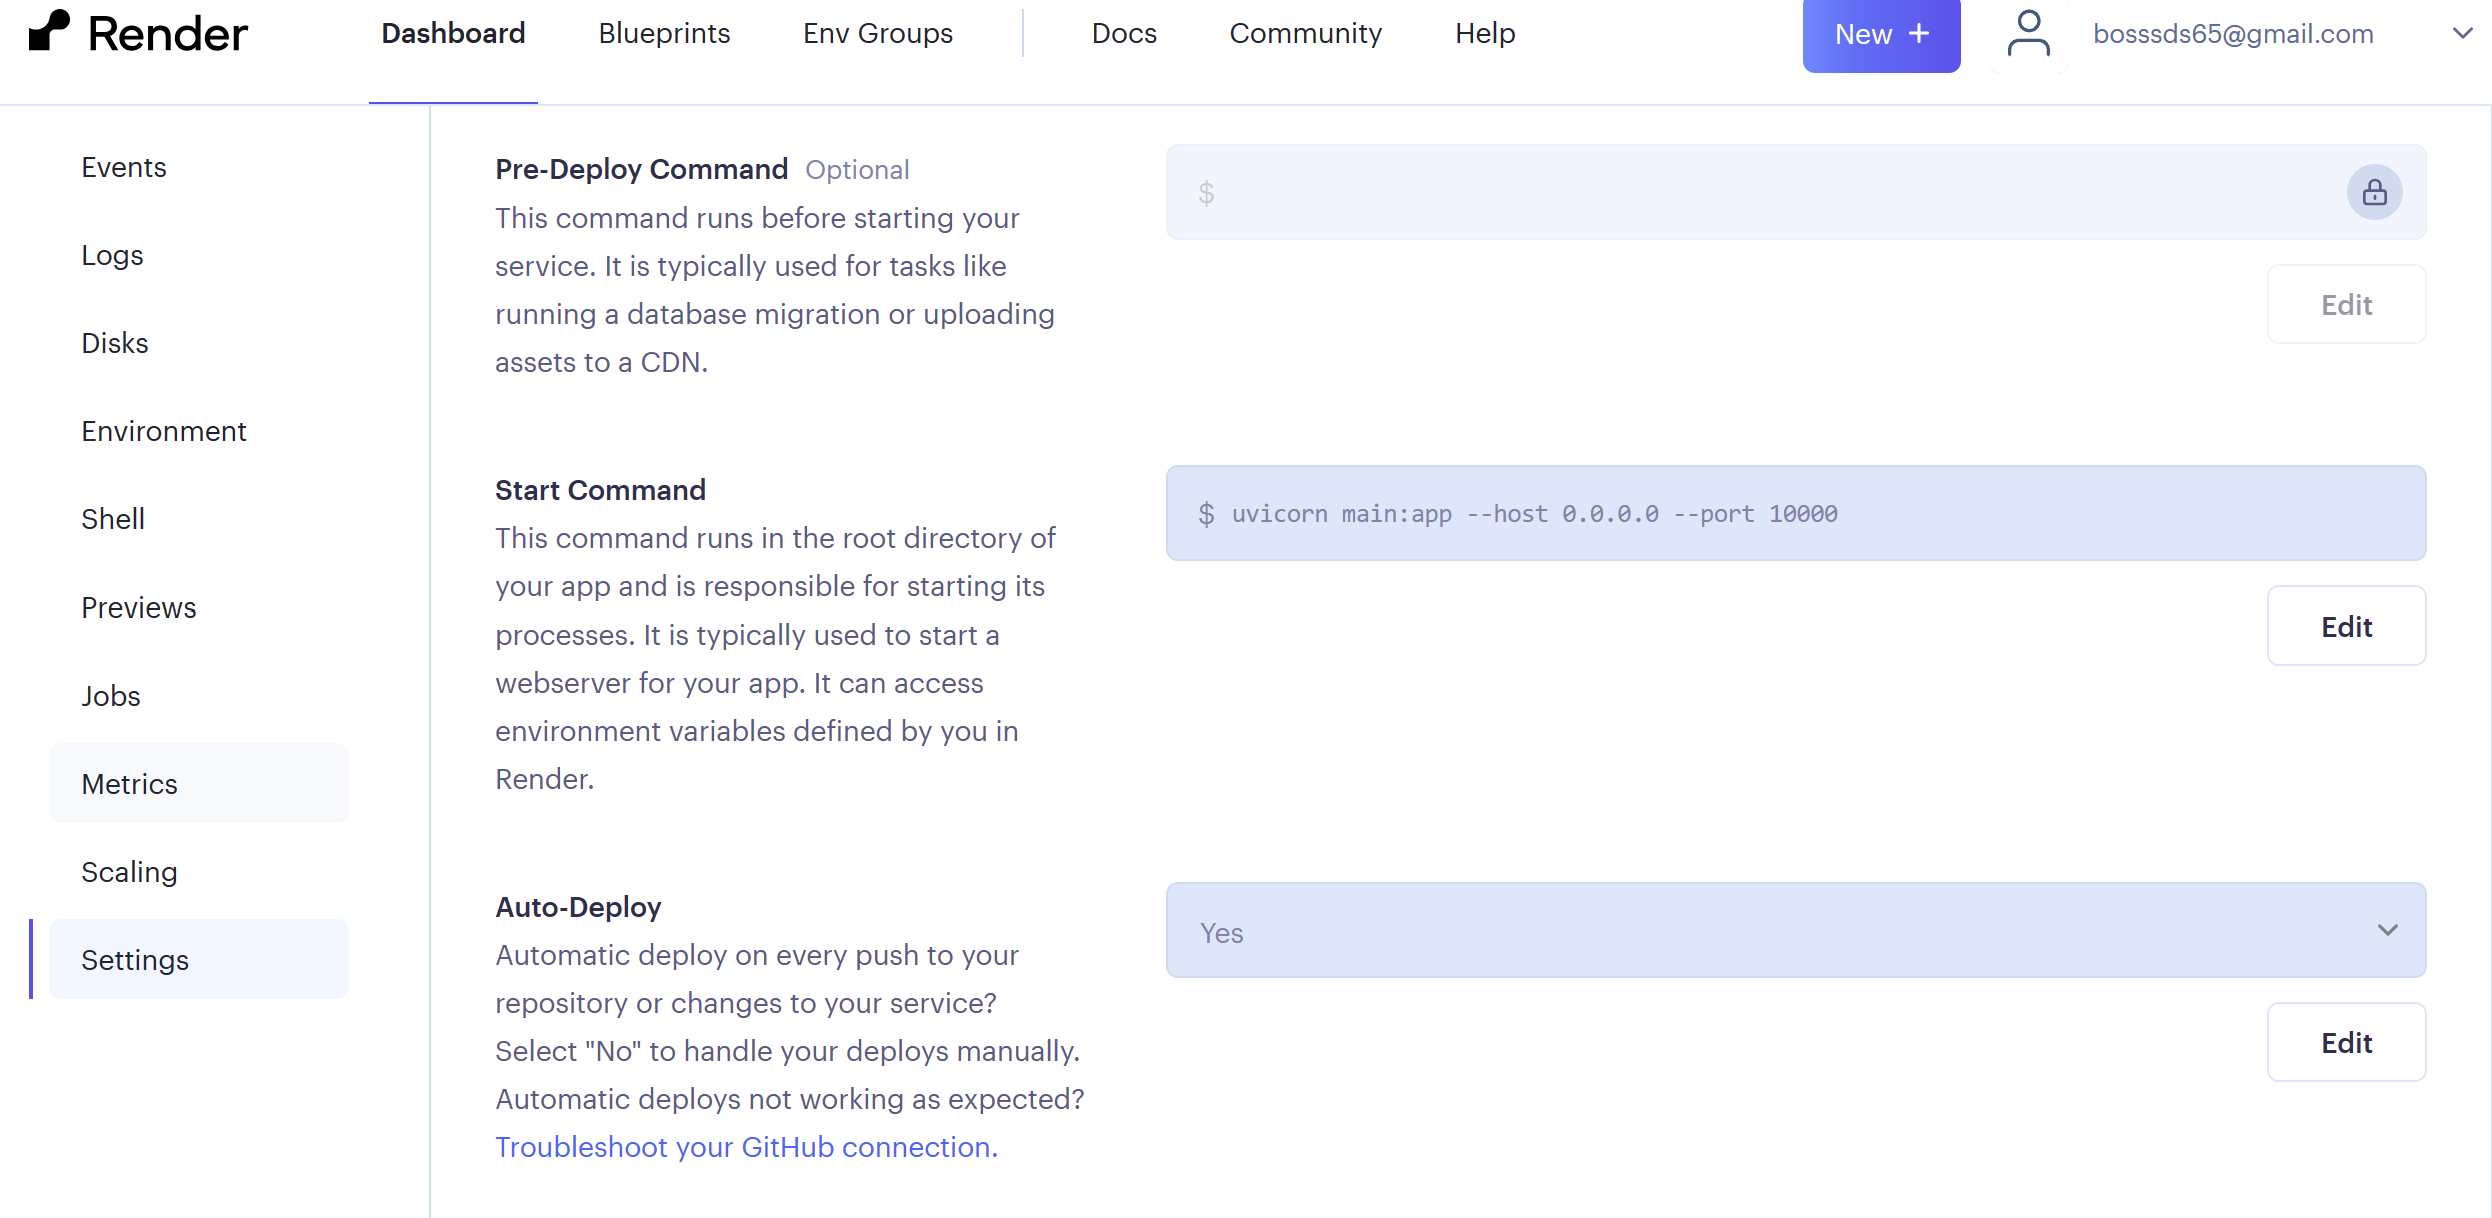 Render
Dashboard
Blueprints
Env Groups
Docs
Community
Help
New +
bosssds65@gmail.com
Events
Logs
Disks
Environment
Shell
Previews
Jobs
Metrics
Scaling
Settings
Pre-Deploy Command Optional
This command runs before starting your
service. It is typically used for tasks like
running a database migration or uploading
assets to a CDN.
$
Edit
Start Command
This command runs in the root directory of
your app and is responsible for starting its
processes. It is typically used to start a
webserver for your app. It can access
environment variables defined by you in
Render.
$ uvicorn main:app --host 0.0.0.0 --port 10000
Edit
Auto-Deploy
Automatic deploy on every push to your
repository or changes to your service?
Select "No" to handle your deploys manually.
Automatic deploys not working as expected?
Troubleshoot your GitHub connection.
Yes
Edit